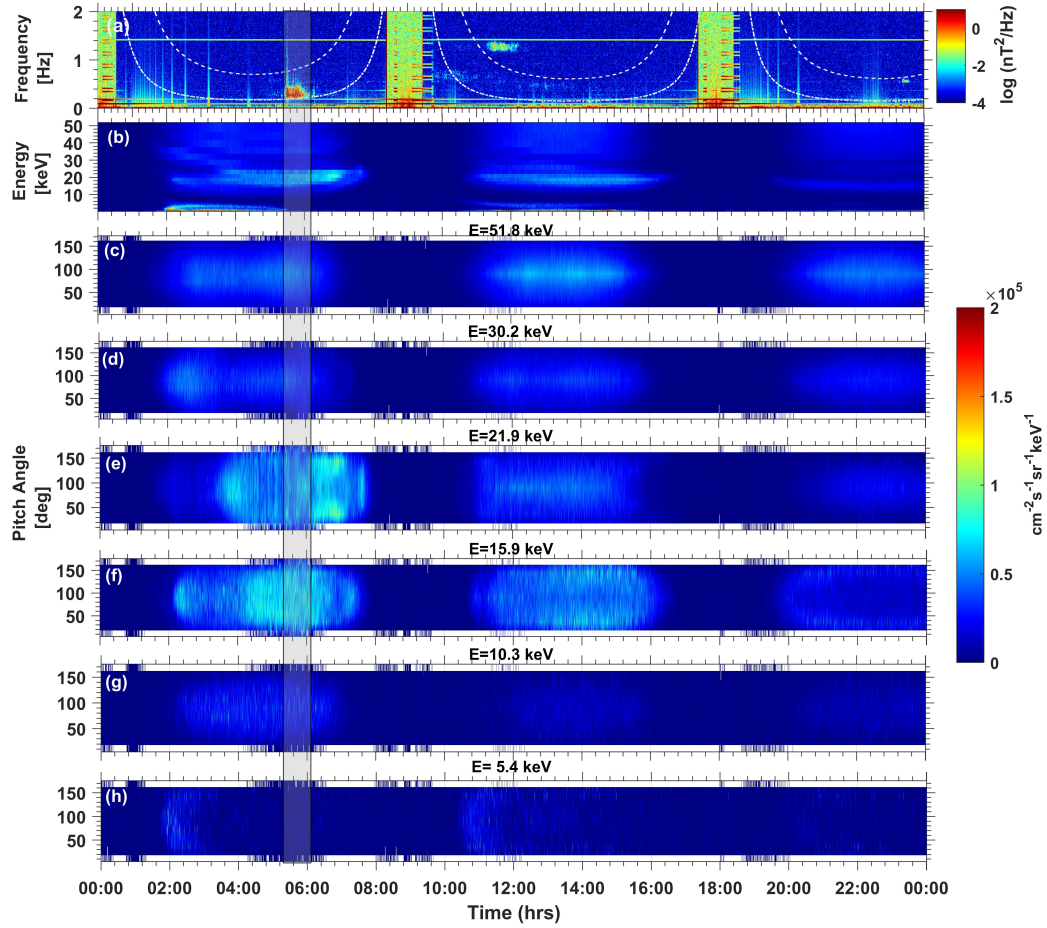 (a)
2
1
0
Frequency
[Hz]
0
-2
-4
log (nT2/Hz)
(b)
50
40
30
20
10
Energy
[keV]
E=51.8 keV
(c)
150
100
50
E=30.2 keV
(d)
150
100
50
E=21.9 keV
(e)
150
100
50
Pitch Angle
[deg]
E=15.9 keV
(f)
150
100
50
E=10.3 keV
(g)
150
100
50
E= 5.4 keV
(h)
150
100
50
×10^5
2
1.5
1
0.5
0
cm-2s-1sr-1keV-1
00:00 02:00 04:00 06:00 08:00 10:00 12:00 14:00 16:00 18:00 20:00 22:00 00:00
Time (hrs)